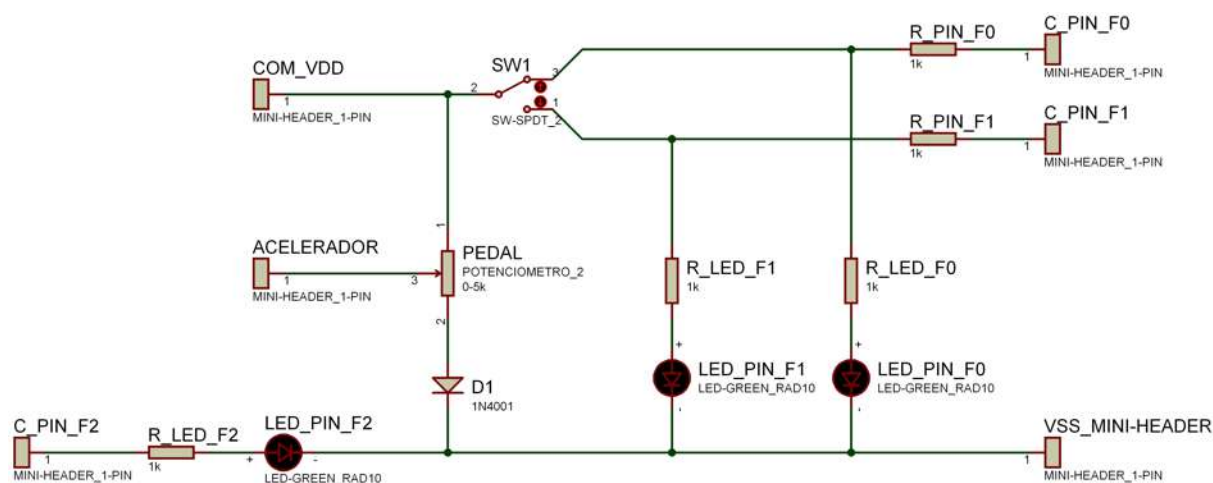 C_PIN_F0
R_PIN_F0
1
1k
MINI-HEADER_1-PIN
COM_VDD
1
MINI-HEADER_1-PIN
SW1
2
3
1
SW-SPDT_2
C_PIN_F1
R_PIN_F1
1
1k
MINI-HEADER_1-PIN
ACELERADOR
1
MINI-HEADER_1-PIN
1
3
2
PEDAL
POTENCIOMETRO_2
0-5k
R_LED_F1
1k
R_LED_F0
1k
+
LED_PIN_F1
LED-GREEN_RAD10
-
+
LED_PIN_F0
LED-GREEN_RAD10
-
D1
1N4001
C_PIN_F2
1
MINI-HEADER_1-PIN
R_LED_F2
1k
LED_PIN_F2
+
-
LED-GREEN_RAD10
VSS_MINI-HEADER
1
MINI-HEADER_1-PIN